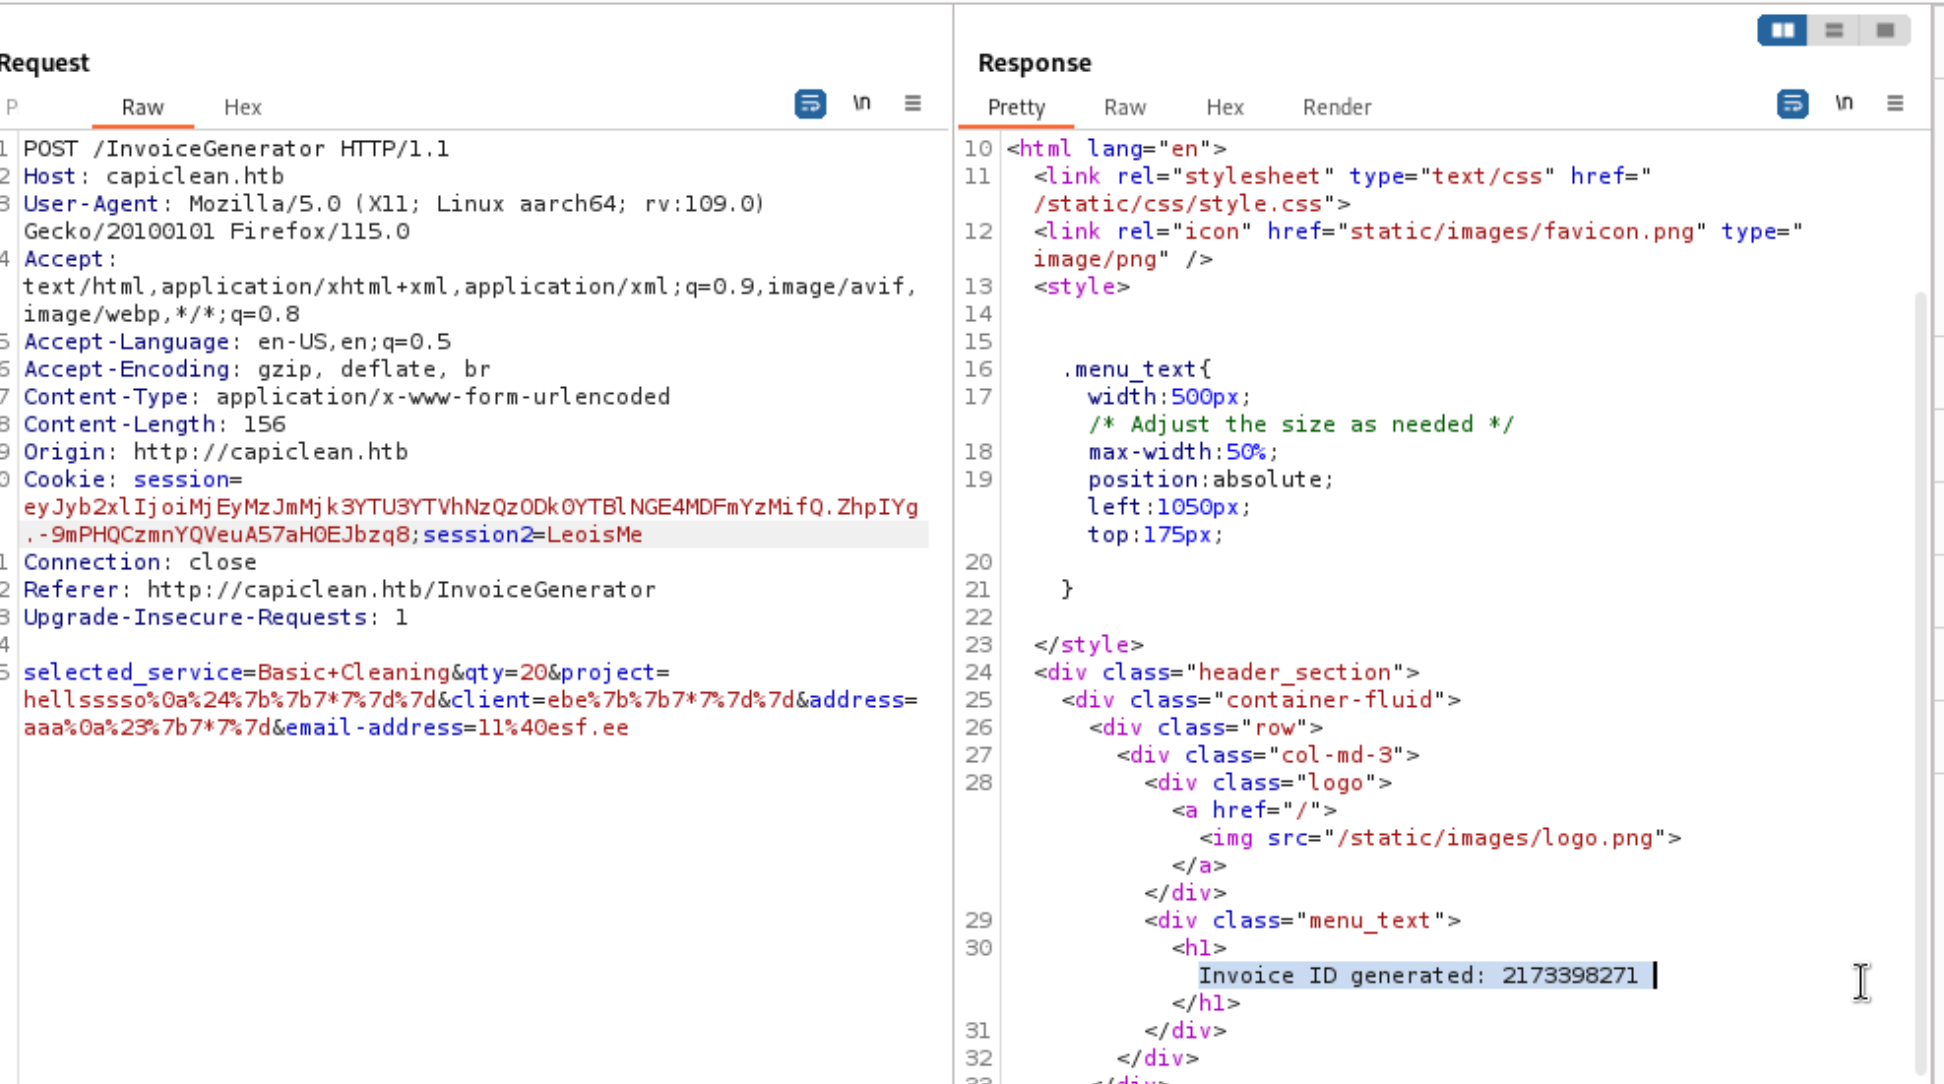 Request
P Raw Hex \n
1 POST /InvoiceGenerator HTTP/1.1
2 Host: capiclean.htb
3 User-Agent: Mozilla/5.0 (X11; Linux aarch64; rv:109.0)
Gecko/20100101 Firefox/115.0
4 Accept:
text/html,application/xhtml+xml,application/xml;q=0.9,image/avif,
image/webp,*/*;q=0.8
5 Accept-Language: en-US,en;q=0.5
6 Accept-Encoding: gzip, deflate, br
7 Content-Type: application/x-www-form-urlencoded
8 Content-Length: 156
9 Origin: http://capiclean.htb
0 Cookie: session=
eyJyb2xlIjoiMjEyMzJmMjk3YTU3YTVhNzQzODk0YTBlNGE4MDFmYzMifQ.ZhpIYg
.-9mPHQCzmnYQVeuA57aH0EJbzq8;session2=LeoisMe
1 Connection: close
2 Referer: http://capiclean.htb/InvoiceGenerator
3 Upgrade-Insecure-Requests: 1
4
5 selected_service=Basic+Cleaning&qty=20&project=
hellsssso%0a%24%7b%7b7*7%7d%7d&client=ebe%7b%7b7*7%7d%7d&address=
aaa%0a%23%7b7*7%7d&email-address=11%40esf.ee
Response
Pretty Raw Hex Render \n
10 <html lang="en">
11 <link rel="stylesheet" type="text/css" href="
/static/css/style.css">
12 <link rel="icon" href="static/images/favicon.png" type="
image/png" />
13 <style>
14
15
16 .menu_text{
17 width:500px;
/* Adjust the size as needed */
18 max-width:50%;
19 position:absolute;
left:1050px;
top:175px;
20
21 }
22
23 </style>
24 <div class="header_section">
25 <div class="container-fluid">
26 <div class="row">
27 <div class="col-md-3">
28 <div class="logo">
<a href="/">
<img src="/static/images/logo.png">
</a>
</div>
29 <div class="menu_text">
30 <h1>
Invoice ID generated: 2173398271
</h1>
31 </div>
32 </div>
33 </div>